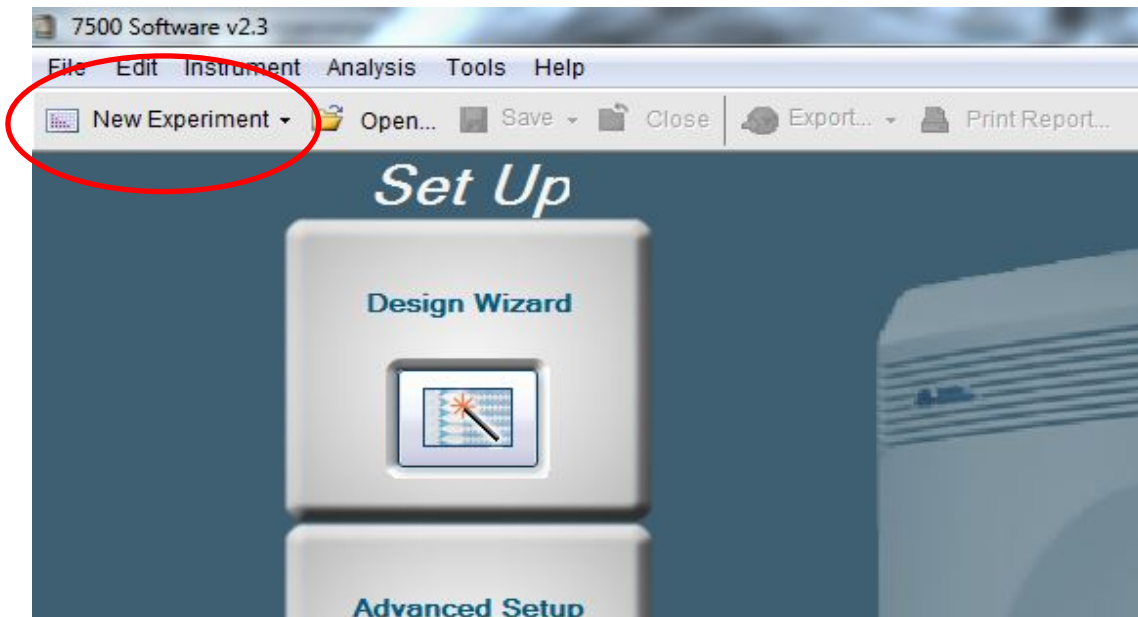 7500 Software v2.3
File Edit Instrument Analysis Tools Help
New Experiment Open... Save Close Export... Print Report...
Set Up
Design Wizard
Advanced Setup